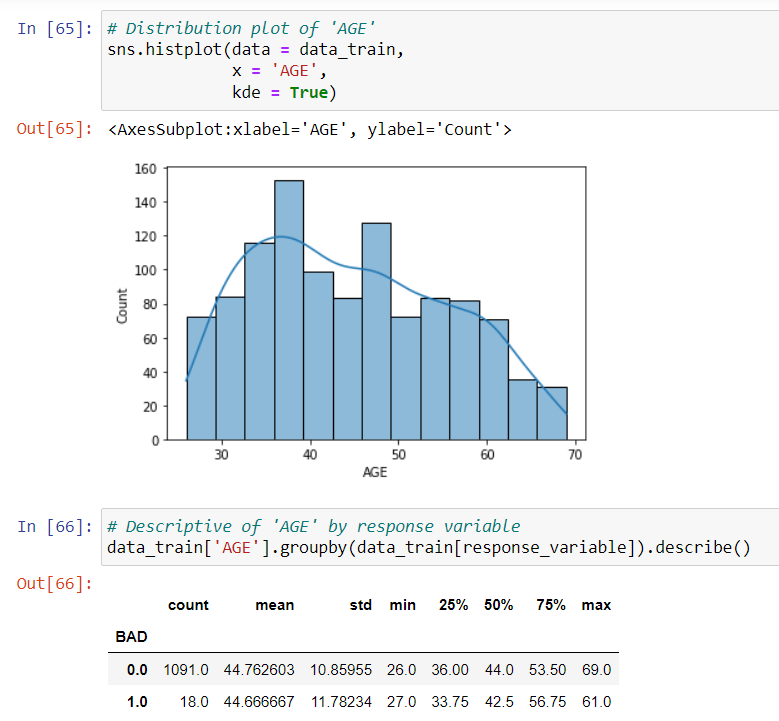 In [65]: # Distribution plot of 'AGE'
sns.histplot(data = data_train,
x = 'AGE',
kde = True)
Out[65]: <AxesSubplot:xlabel='AGE', ylabel='Count'>
160
140
120
100
80
60
40
20
0
Count
30 40 50 60 70
AGE
In [66]: # Descriptive of 'AGE' by response variable
data_train['AGE'].groupby(data_train[response_variable]).describe()
Out[66]:
count mean std min 25% 50% 75% max
BAD
0.0 1091.0 44.762603 10.85955 26.0 36.00 44.0 53.50 69.0
1.0 18.0 44.666667 11.78234 27.0 33.75 42.5 56.75 61.0